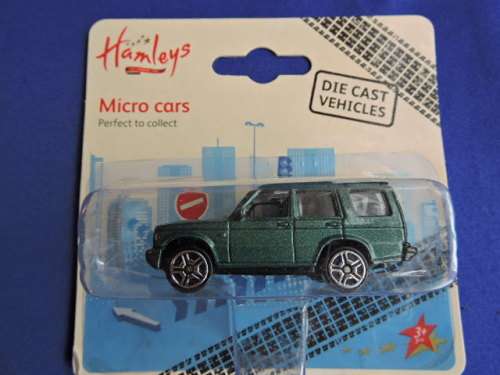 Hamleys
Micro cars
Perfect to collect
DIE CAST
VEHICLES
3+